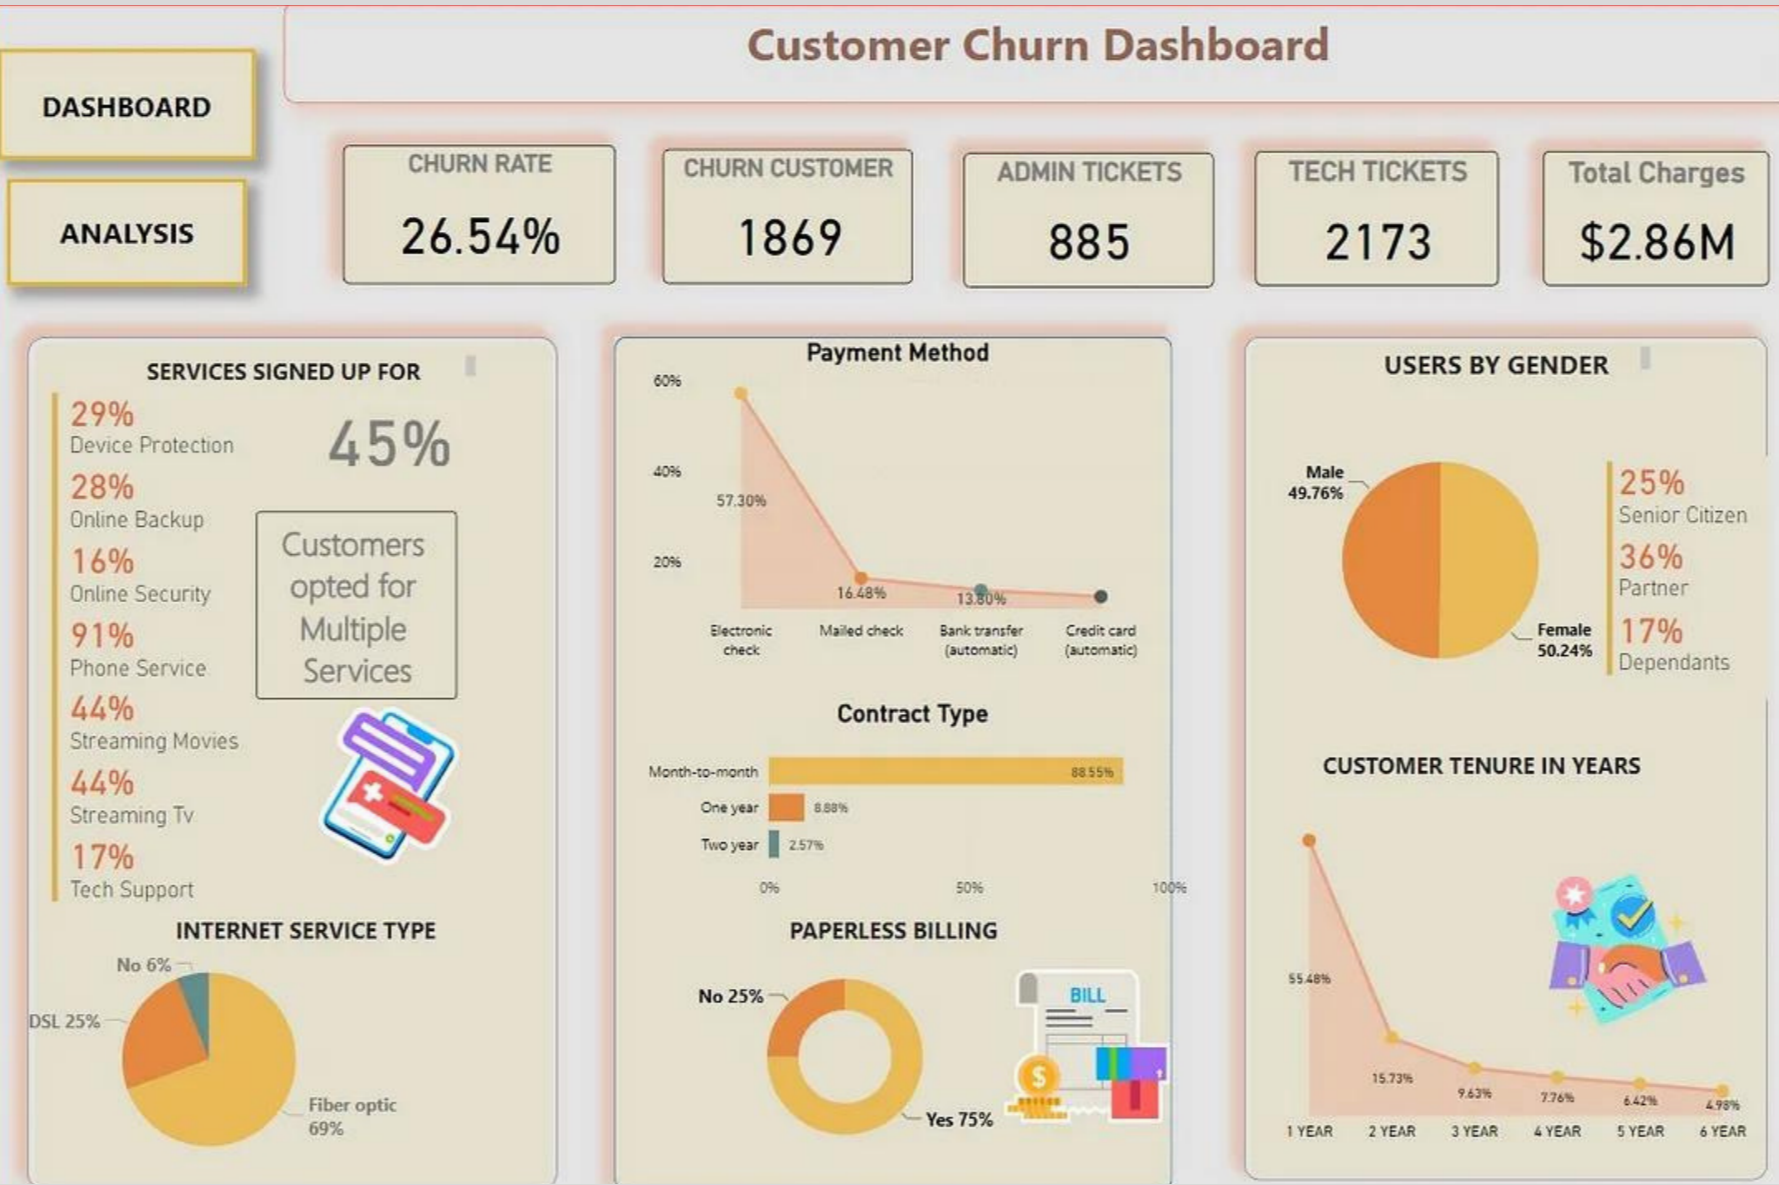 Customer Churn Dashboard
DASHBOARD
ANALYSIS
CHURN RATE
26.54%
CHURN CUSTOMER
1869
ADMIN TICKETS
885
TECH TICKETS
2173
Total Charges
$2.86M
SERVICES SIGNED UP FOR
29%
Device Protection
28%
Online Backup
16%
Online Security
91%
Phone Service
44%
Streaming Movies
44%
Streaming Tv
17%
Tech Support
45%
Customers
opted for
Multiple
Services
INTERNET SERVICE TYPE
No 6%
DSL 25%
Fiber optic
69%
Payment Method
60%
40%
20%
57.30%
16.48%
13.80%
Electronic
check
Mailed check
Bank transfer
(automatic)
Credit card
(automatic)
Contract Type
Month-to-month
88.55%
One year
8.88%
Two year
2.57%
0%
50%
100%
PAPERLESS BILLING
No 25%
Yes 75%
BILL
$
USERS BY GENDER
Male
49.76%
Female
50.24%
25%
Senior Citizen
36%
Partner
17%
Dependants
CUSTOMER TENURE IN YEARS
55.48%
15.73%
9.63%
7.76%
6.42%
4.98%
1 YEAR
2 YEAR
3 YEAR
4 YEAR
5 YEAR
6 YEAR